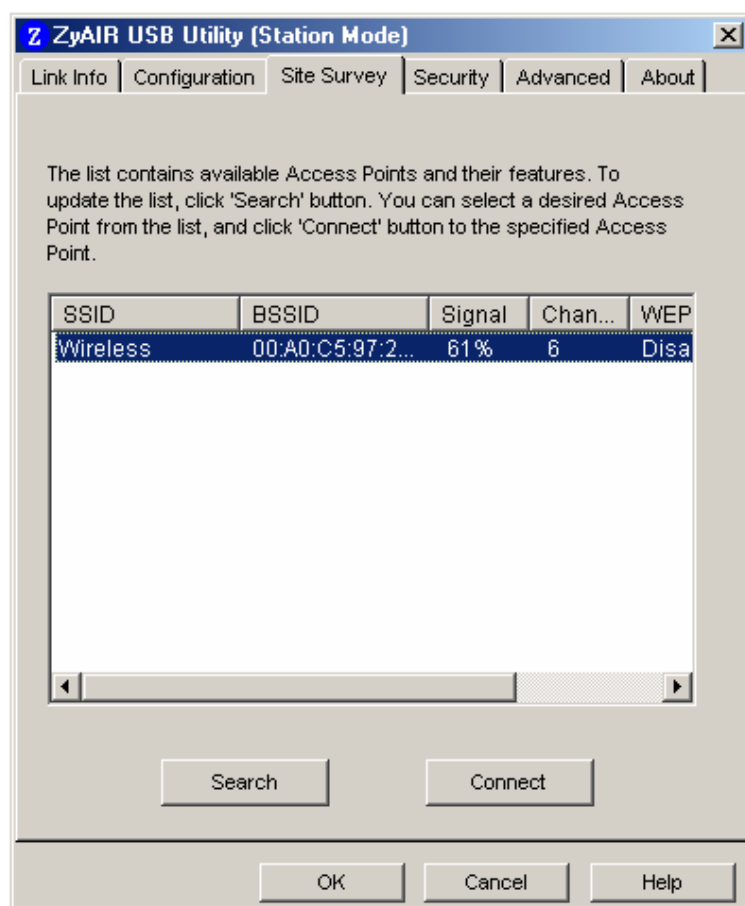 Z ZyAIR USB Utility (Station Mode)
Link Info Configuration Site Survey Security Advanced About
The list contains available Access Points and their features. To
update the list, click 'Search' button. You can select a desired Access
Point from the list, and click 'Connect' button to the specified Access
Point.
SSID BSSID Signal Chan... WEP
Wireless 00:A0:C5:97:2... 61% 6 Disa
Search Connect
OK Cancel Help